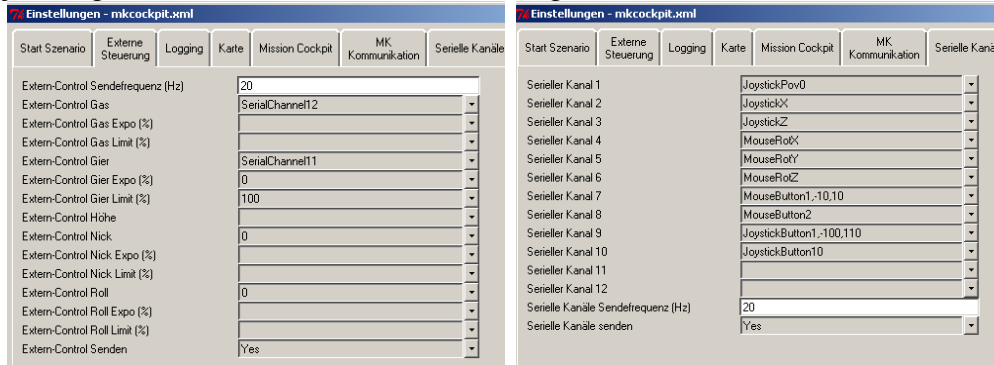 Einstellungen - mkcockpit.xml
Start Szenario
Externe
Steuerung
Logging
Karte
Mission Cockpit
MK
Kommunikation
Serielle Kanäle
Extern-Control Sendefrequenz (Hz) 20
Extern-Control Gas SerialChannel12
Extern-Control Gas Expo (%)
Extern-Control Gas Limit (%)
Extern-Control Gier SerialChannel11
Extern-Control Gier Expo (%) 0
Extern-Control Gier Limit (%) 100
Extern-Control Höhe
Extern-Control Nick 0
Extern-Control Nick Expo (%)
Extern-Control Nick Limit (%)
Extern-Control Roll 0
Extern-Control Roll Expo (%)
Extern-Control Roll Limit (%)
Extern-Control Senden Yes
Einstellungen - mkcockpit.xml
Start Szenario
Externe
Steuerung
Logging
Karte
Mission Cockpit
MK
Kommunikation
Serielle Kanä
Serieller Kanal 1 JoystickPov0
Serieller Kanal 2 JoystickX
Serieller Kanal 3 JoystickZ
Serieller Kanal 4 MouseRotX
Serieller Kanal 5 MouseRotY
Serieller Kanal 6 MouseRotZ
Serieller Kanal 7 MouseButton1,-10,10
Serieller Kanal 8 MouseButton2
Serieller Kanal 9 JoystickButton1,-100,110
Serieller Kanal 10 JoystickButton10
Serieller Kanal 11
Serieller Kanal 12
Serielle Kanäle Sendefrequenz (Hz) 20
Serielle Kanäle senden Yes